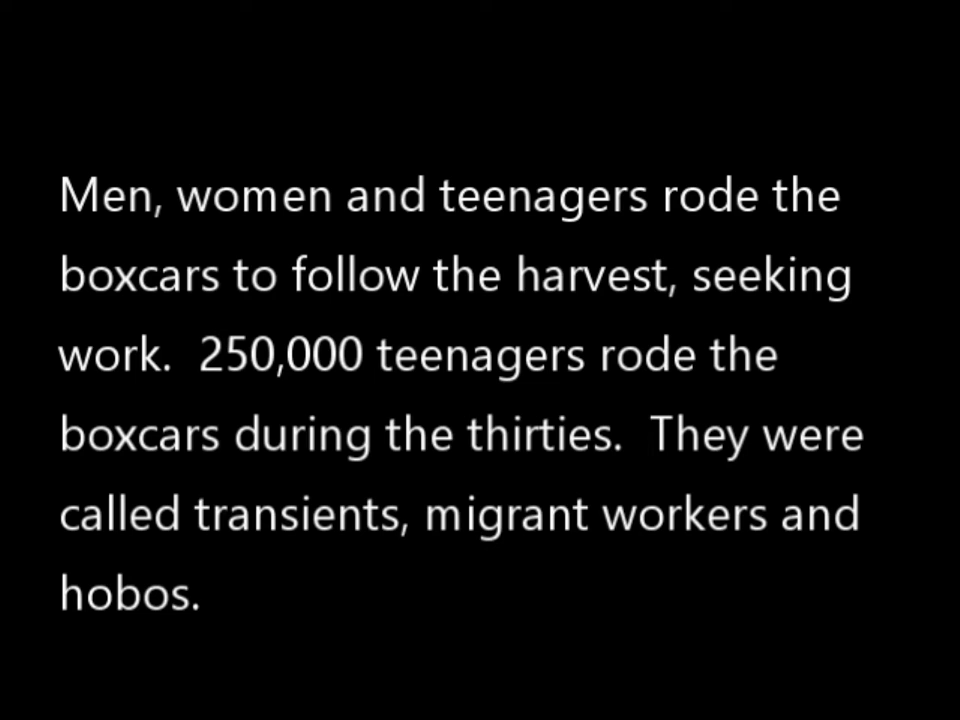 Men, women and teenagers rode the
boxcars to follow the harvest, seeking
work.  250,000 teenagers rode the
boxcars during the thirties.  They were
called transients, migrant workers and
hobos.